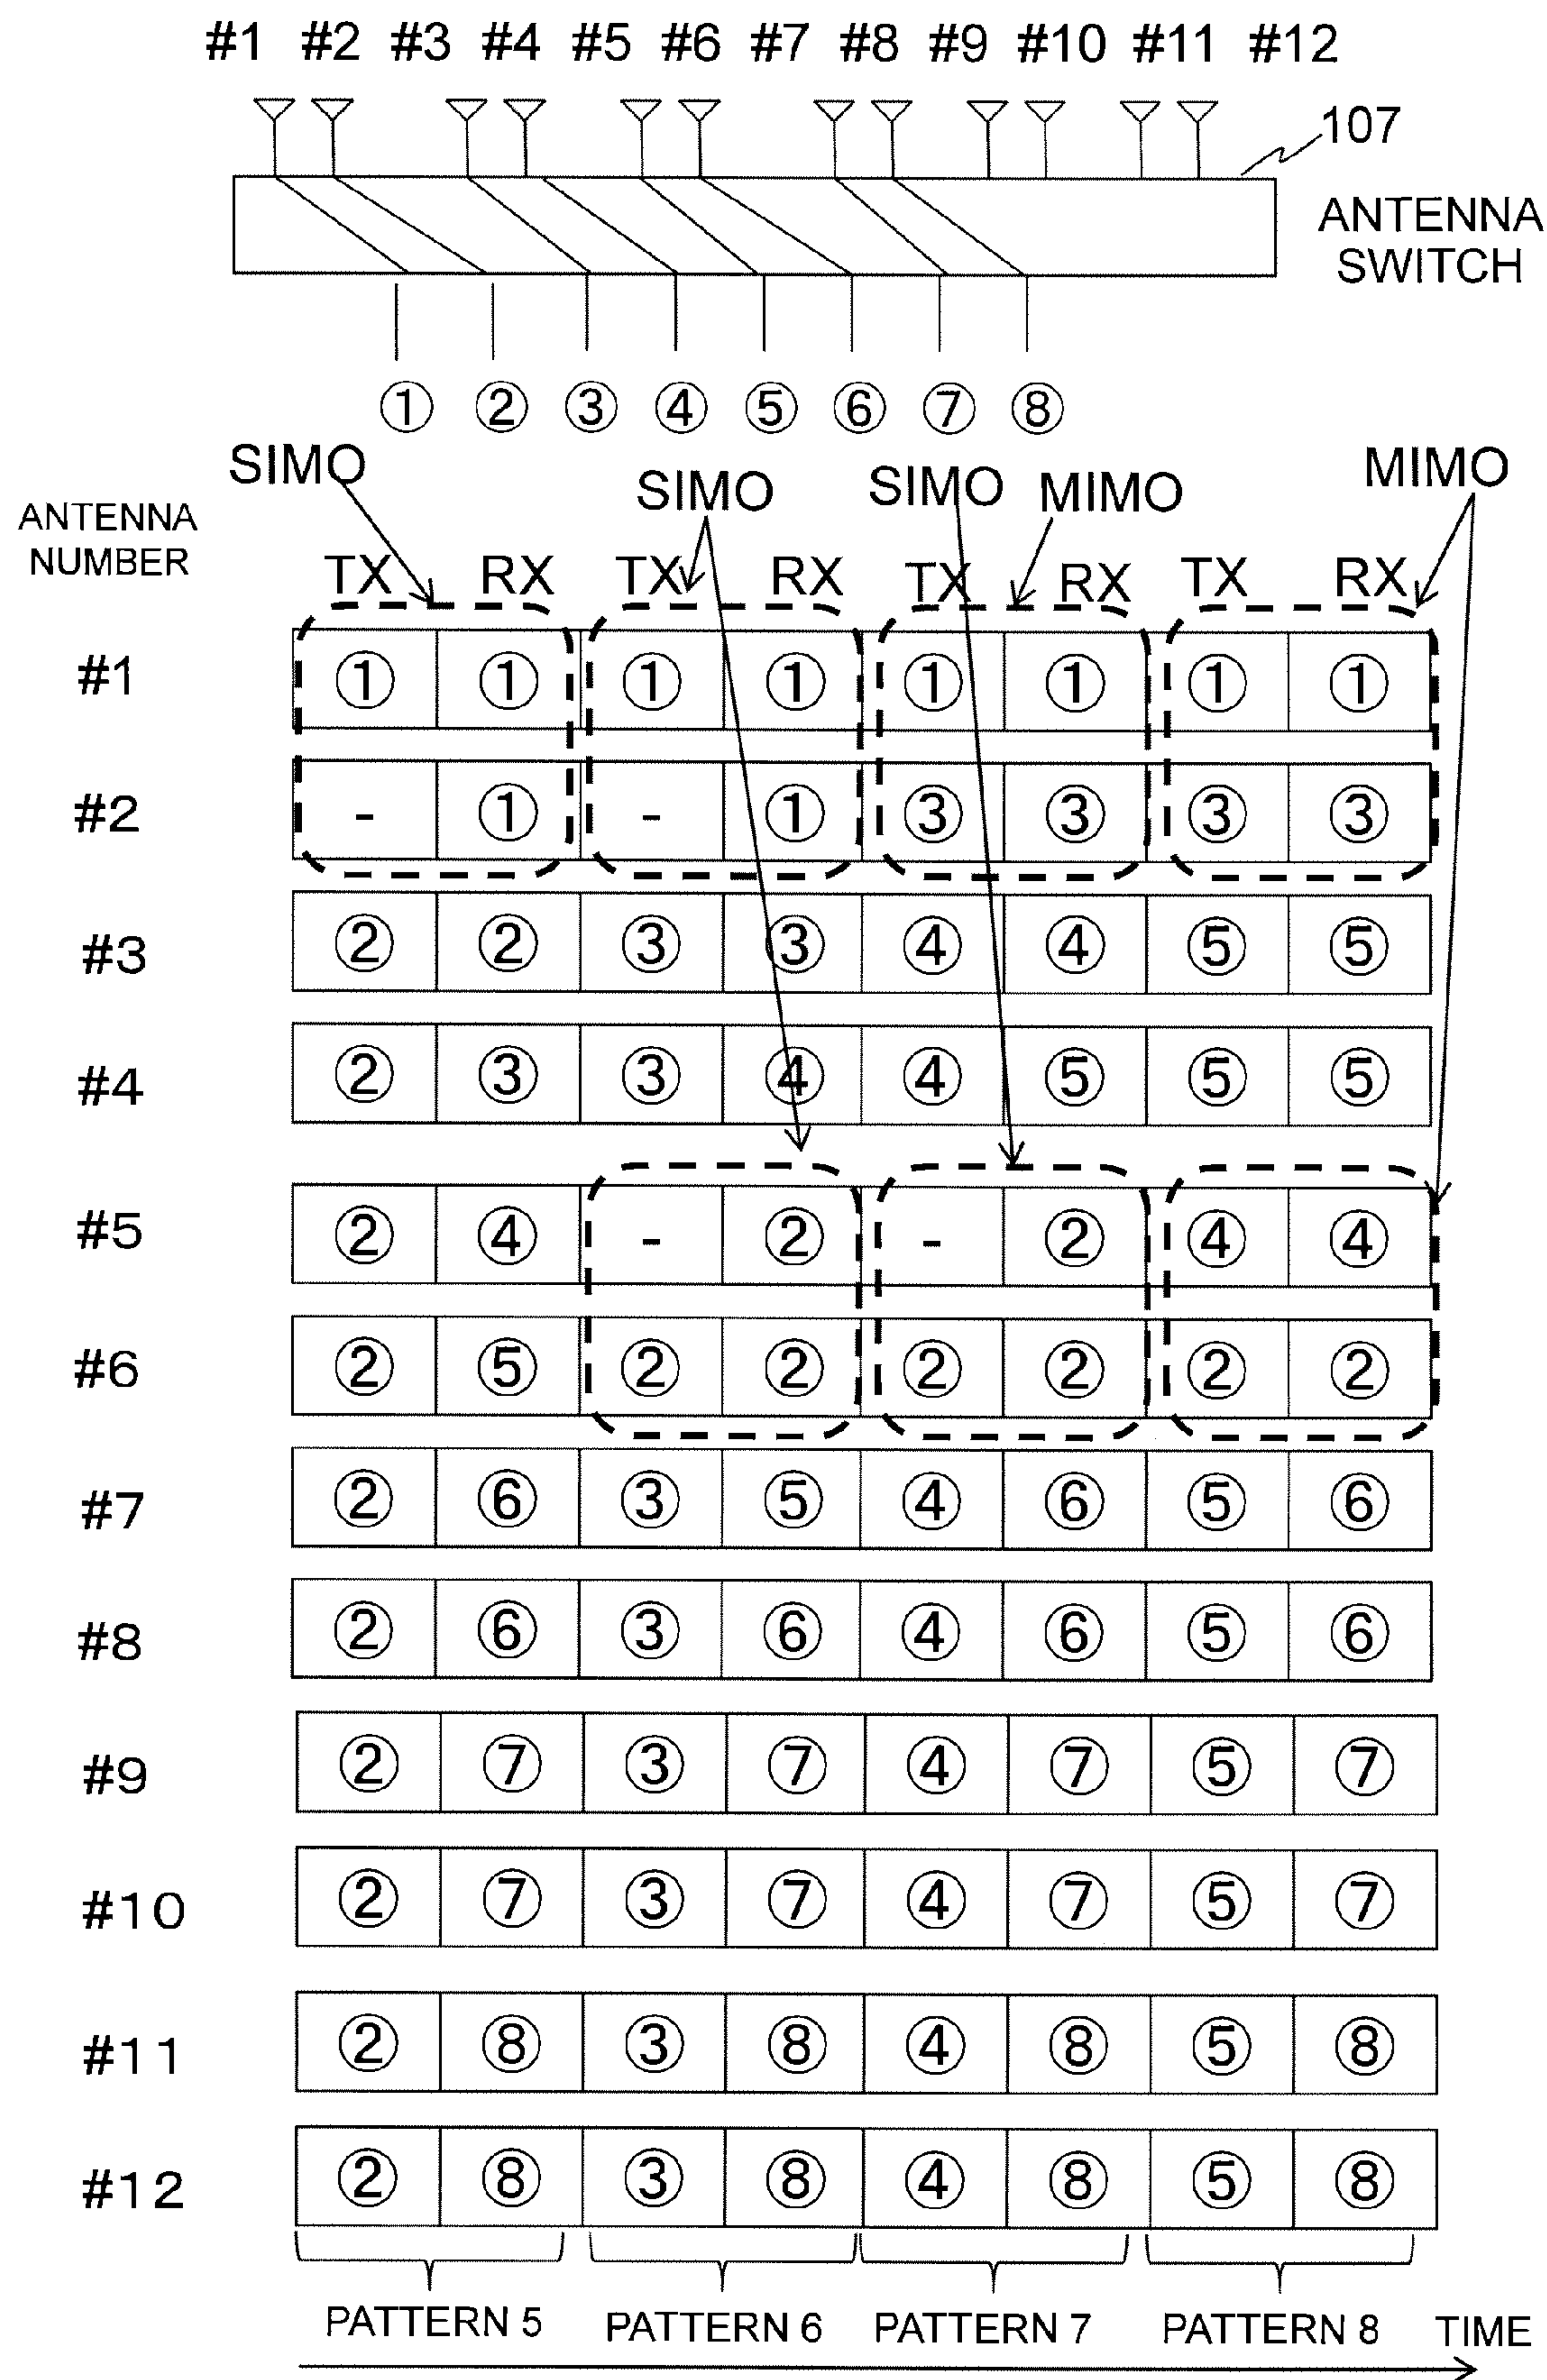 #1 #2 #3 #4 #5 #6 #7 #8 #9 #10 #11 #12
107
ANTENNA
SWITCH
① ② ③ ④ ⑤ ⑥ ⑦ ⑧
SIMO SIMO SIMO MIMO MIMO
ANTENNA
NUMBER
TX RX TX RX TX RX TX RX
#1 ① ① ① ① ① ① ① ①
#2 - ① - ① ③ ③ ③ ③
#3 ② ② ③ ③ ④ ④ ⑤ ⑤
#4 ② ③ ③ ④ ④ ⑤ ⑤ ⑤
#5 ② ④ - ② - ② ④ ④
#6 ② ⑤ ② ② ② ② ② ②
#7 ② ⑥ ③ ⑤ ④ ⑥ ⑤ ⑥
#8 ② ⑥ ③ ⑥ ④ ⑥ ⑤ ⑥
#9 ② ⑦ ③ ⑦ ④ ⑦ ⑤ ⑦
#10 ② ⑦ ③ ⑦ ④ ⑦ ⑤ ⑦
#11 ② ⑧ ③ ⑧ ④ ⑧ ⑤ ⑧
#12 ② ⑧ ③ ⑧ ④ ⑧ ⑤ ⑧
PATTERN 5 PATTERN 6 PATTERN 7 PATTERN 8 TIME